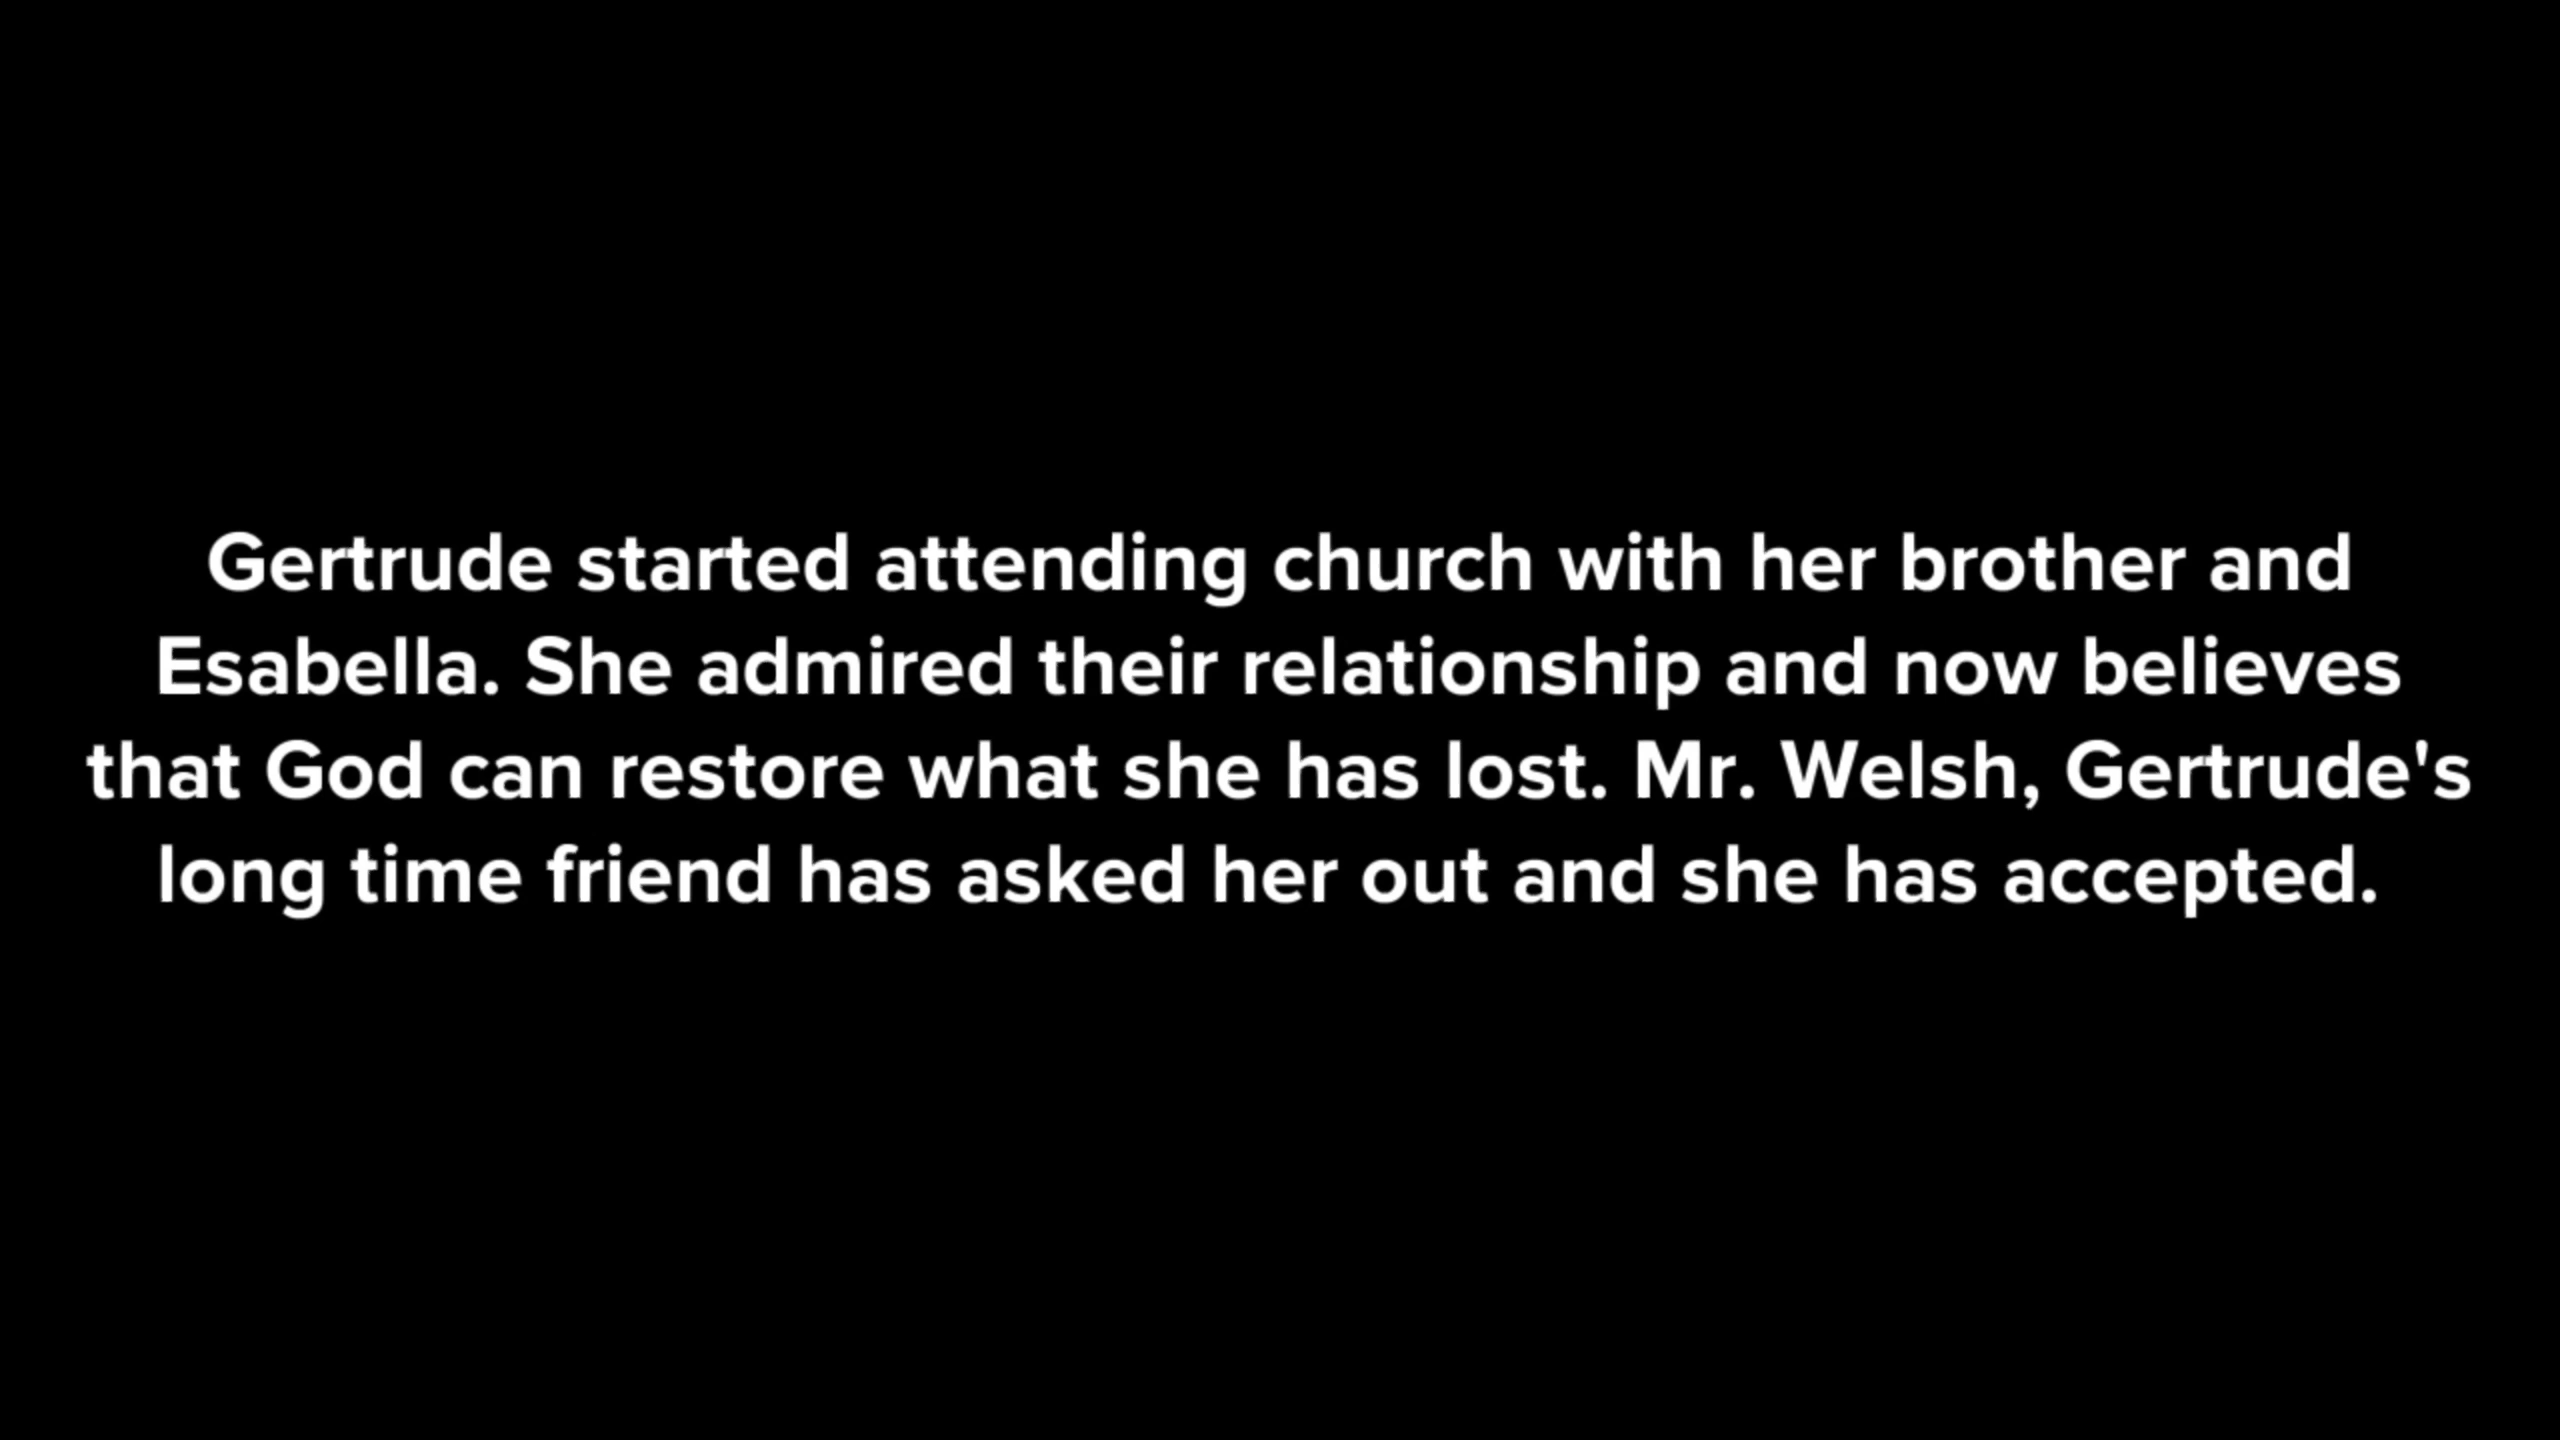 Gertrude started attending church with her brother and
Esabella. She admired their relationship and now believes
that God can restore what she has lost. Mr. Welsh, Gertrude's
long time friend has asked her out and she has accepted.